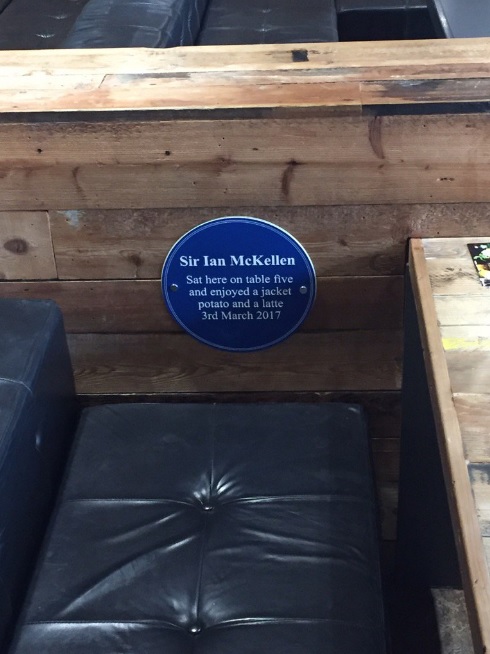 Sir Ian McKellen
Sat here on table five
and enjoyed a jacket
potato and a latte
3rd March 2017